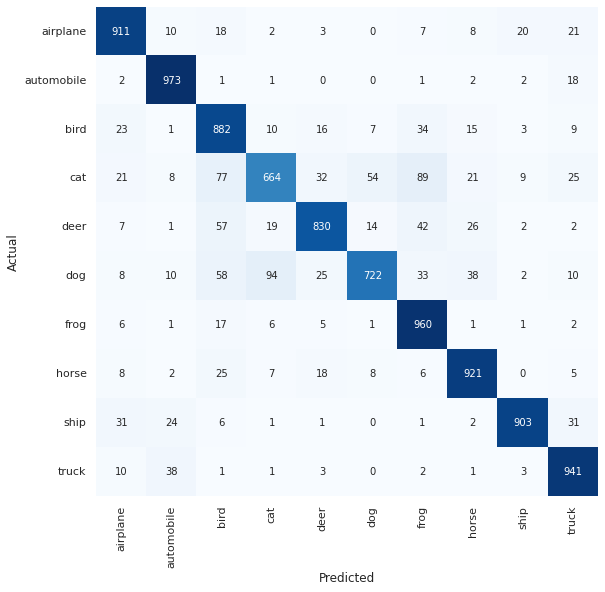 airplane 911 10 18 2 3 0 7 8 20 21
automobile 2 973 1 1 0 0 1 2 2 18
bird 23 1 882 10 16 7 34 15 3 9
cat 21 8 77 664 32 54 89 21 9 25
deer 7 1 57 19 830 14 42 26 2 2
dog 8 10 58 94 25 722 33 38 2 10
frog 6 1 17 6 5 1 960 1 1 2
horse 8 2 25 7 18 8 6 921 0 5
ship 31 24 6 1 1 0 1 2 903 31
truck 10 38 1 1 3 0 2 1 3 941
airplane automobile bird cat deer dog frog horse ship truck
Predicted
Actual